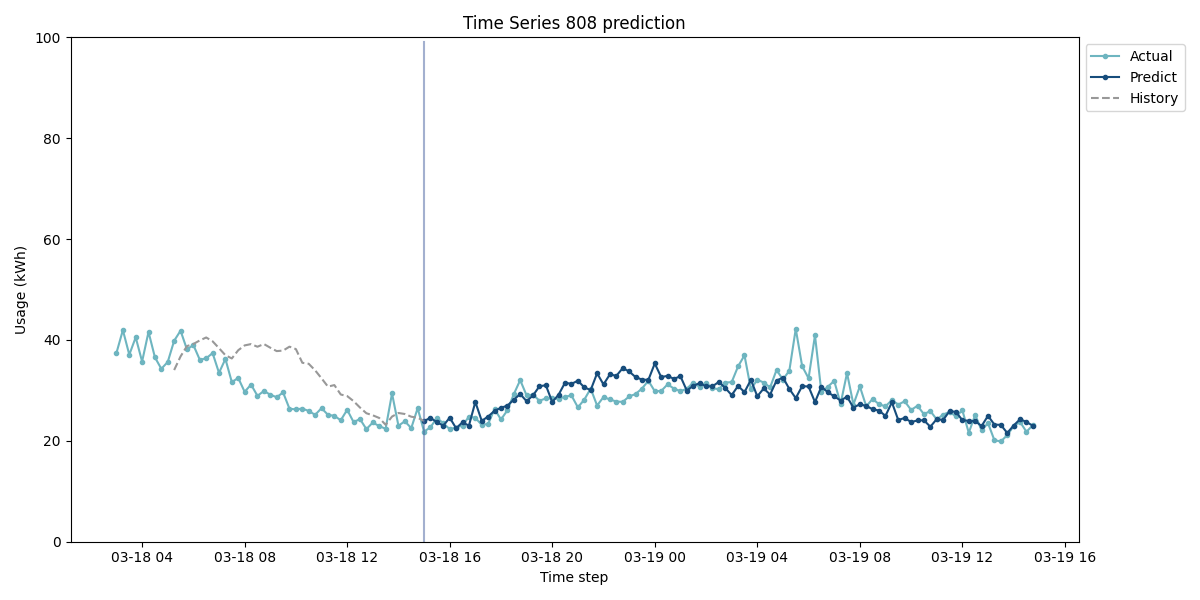 Time Series 808 prediction
Usage (kWh)
100
80
60
40
20
0
03-18 04
03-18 08
03-18 12
03-18 16
03-18 20
03-19 00
03-19 04
03-19 08
03-19 12
03-19 16
Time step
Actual
Predict
History